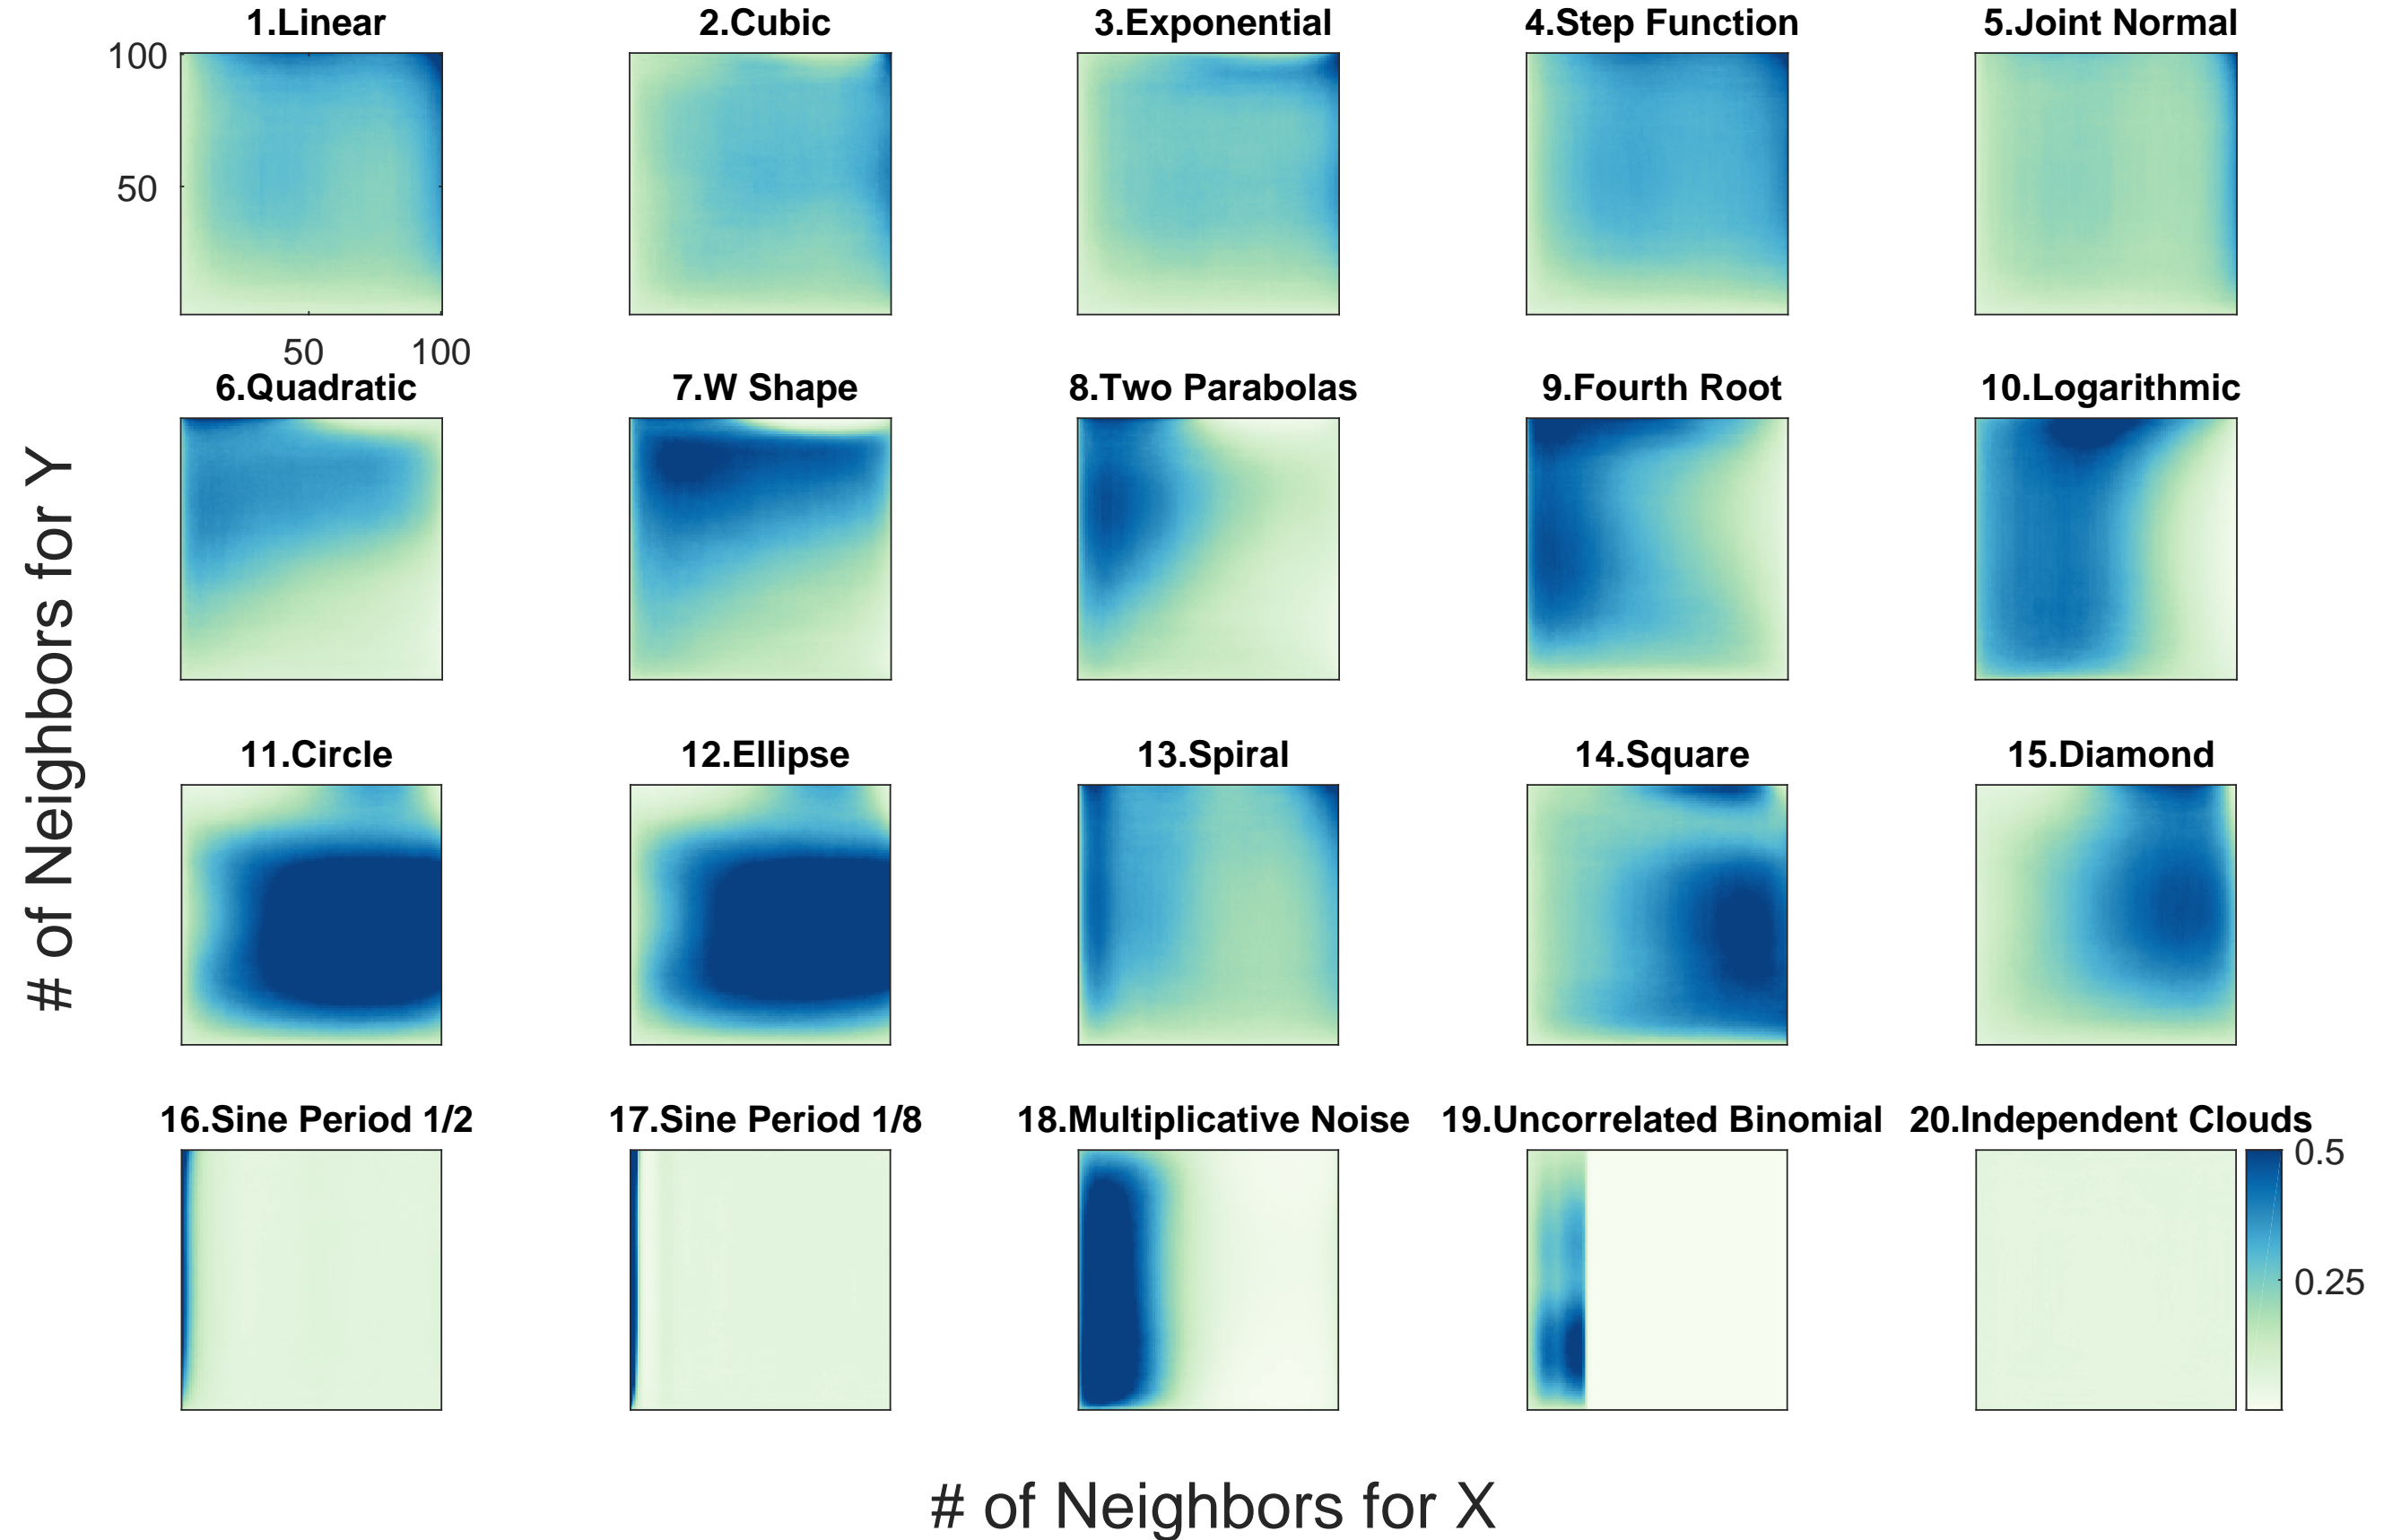 1.Linear
2.Cubic
3.Exponential
4.Step Function
5.Joint Normal
100
50
50
100
6.Quadratic
7.W Shape
8.Two Parabolas
9.Fourth Root
10.Logarithmic
# of Neighbors for Y
11.Circle
12.Ellipse
13.Spiral
14.Square
15.Diamond
16.Sine Period 1/2
17.Sine Period 1/8
18.Multiplicative Noise
19.Uncorrelated Binomial
20.Independent Clouds
0.5
0.25
# of Neighbors for X